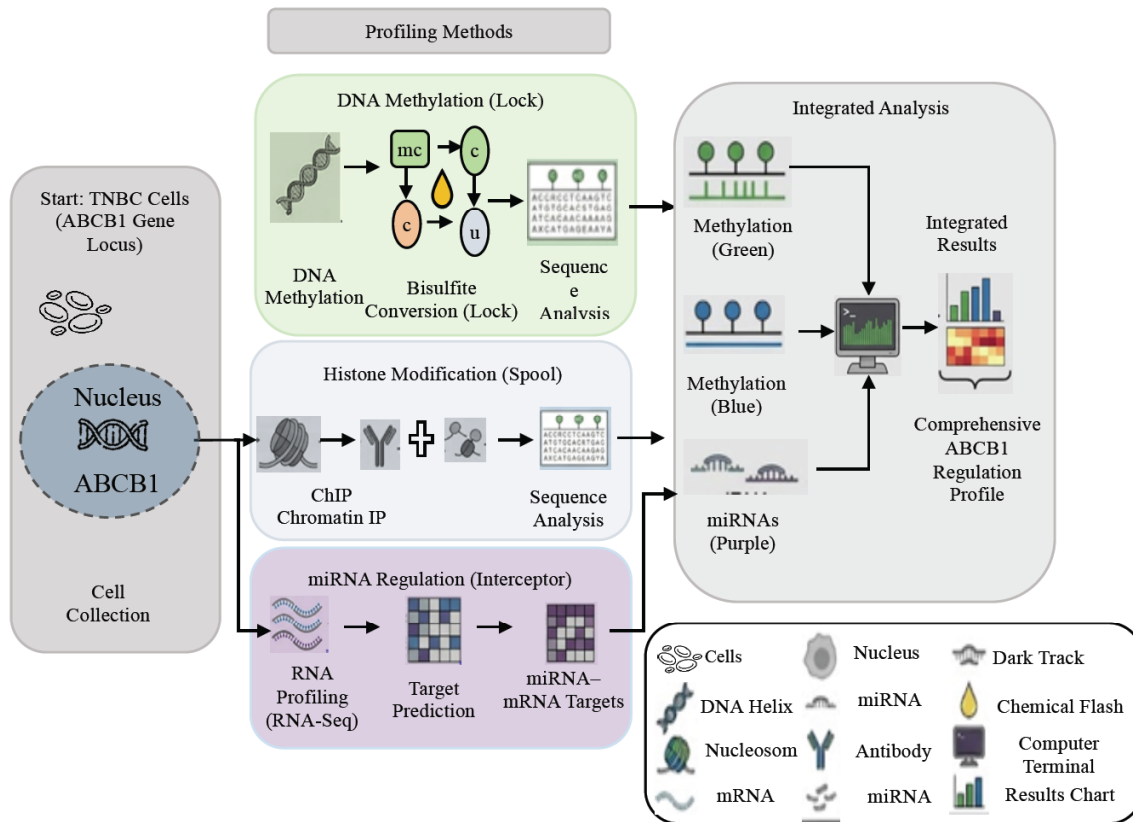 Profiling Methods
Start: TNBC Cells
(ABCB1 Gene
Locus)
Nucleus
ABCB1
Cell
Collection
DNA Methylation (Lock)
mc
c
c
u
DNA
Methylation
Bisulfite
Conversion (Lock)
Sequenc
e
Analysis
Histone Modification (Spool)
ChIP
Chromatin IP
Sequence
Analysis
miRNA Regulation (Interceptor)
RNA
Profiling
(RNA-Seq)
Target
Prediction
miRNA–
mRNA Targets
Integrated Analysis
Methylation
(Green)
Methylation
(Blue)
miRNAs
(Purple)
>_
Integrated
Results
Comprehensive
ABCB1
Regulation
Profile
Cells
Nucleus
Dark Track
DNA Helix
miRNA
Chemical Flash
Nucleosom
Antibody
Computer
Terminal
mRNA
miRNA
Results Chart